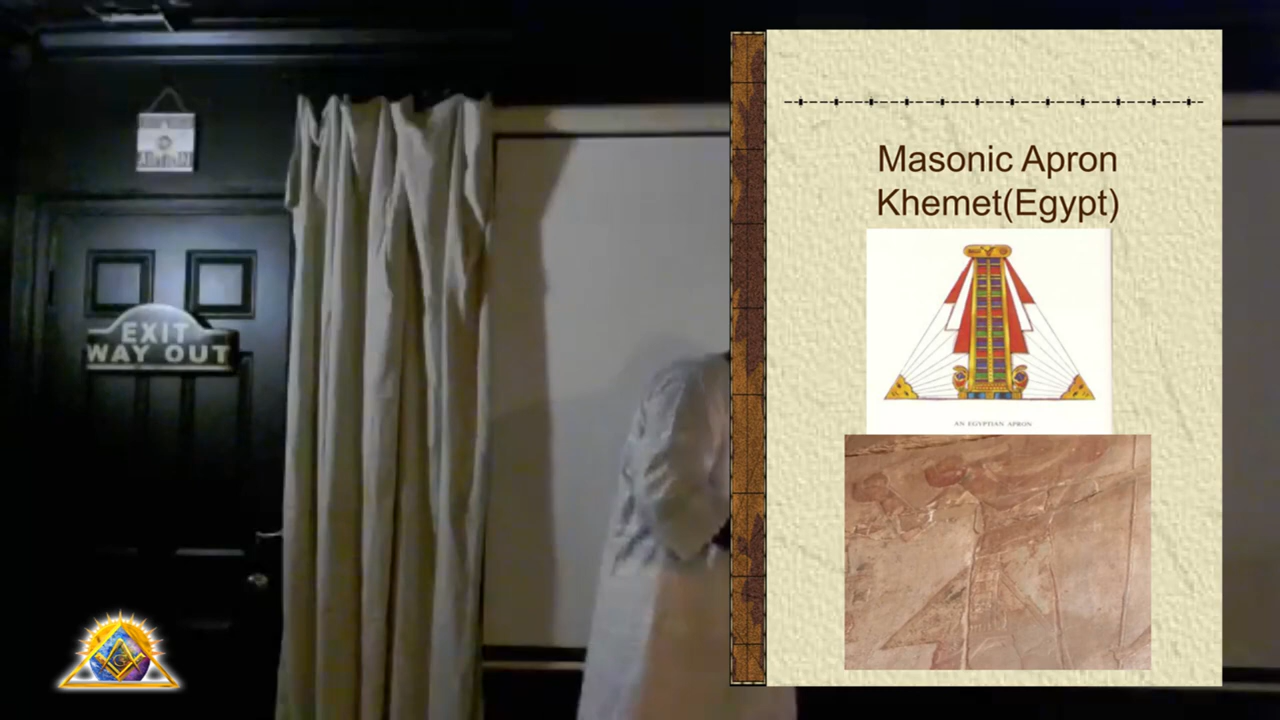 EXIT
WAY OUT
Masonic Apron
Khemet(Egypt)
AN EGYPTIAN APRON
G